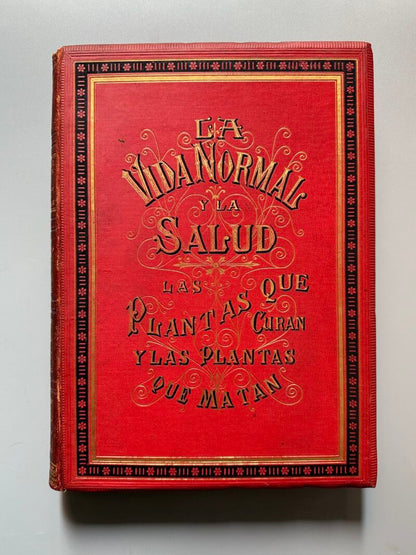 LA
VIDA NORMAL
Y LA
SALUD
LAS
PLANTAS QUE
CURAN
Y LAS PLANTAS
QUE MATAN